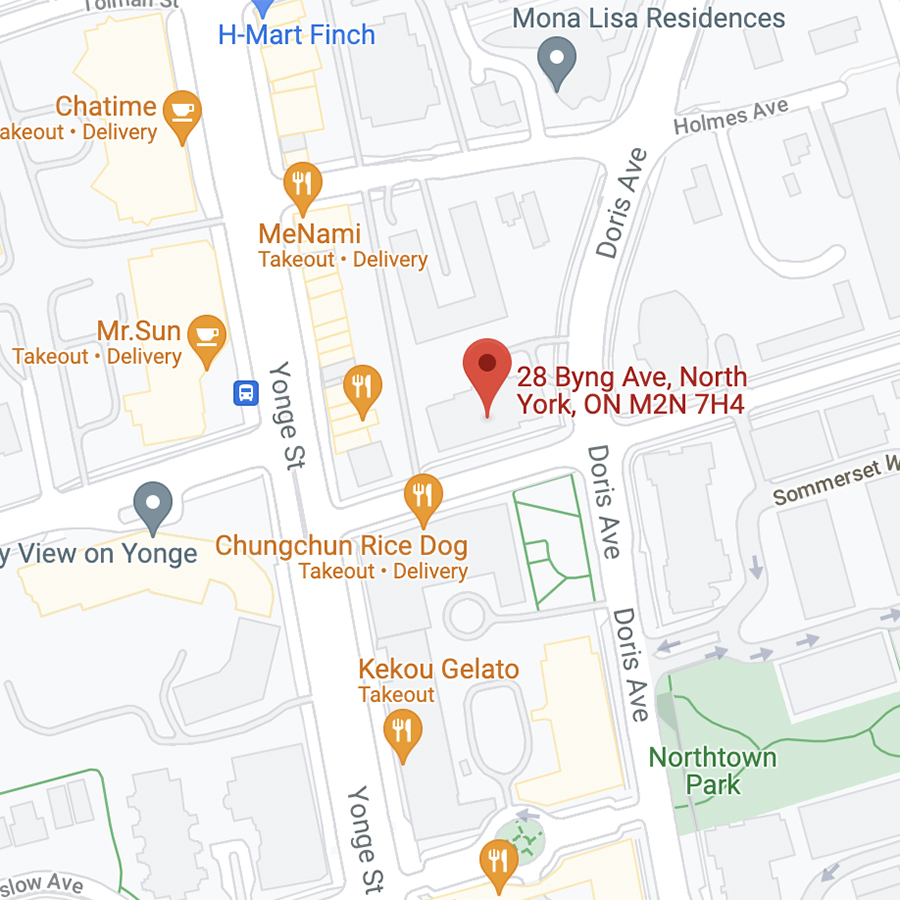 Tolman St
H-Mart Finch
Mona Lisa Residences
Chatime
akeout • Delivery
Holmes Ave
Doris Ave
MeNami
Takeout • Delivery
Mr.Sun
Takeout • Delivery
28 Byng Ave, North
York, ON M2N 7H4
Yonge St
Doris Ave
Sommerset W
y View on Yonge
Chungchun Rice Dog
Takeout • Delivery
Doris Ave
Kekou Gelato
Takeout
Northtown
Park
Yonge St
slow Ave